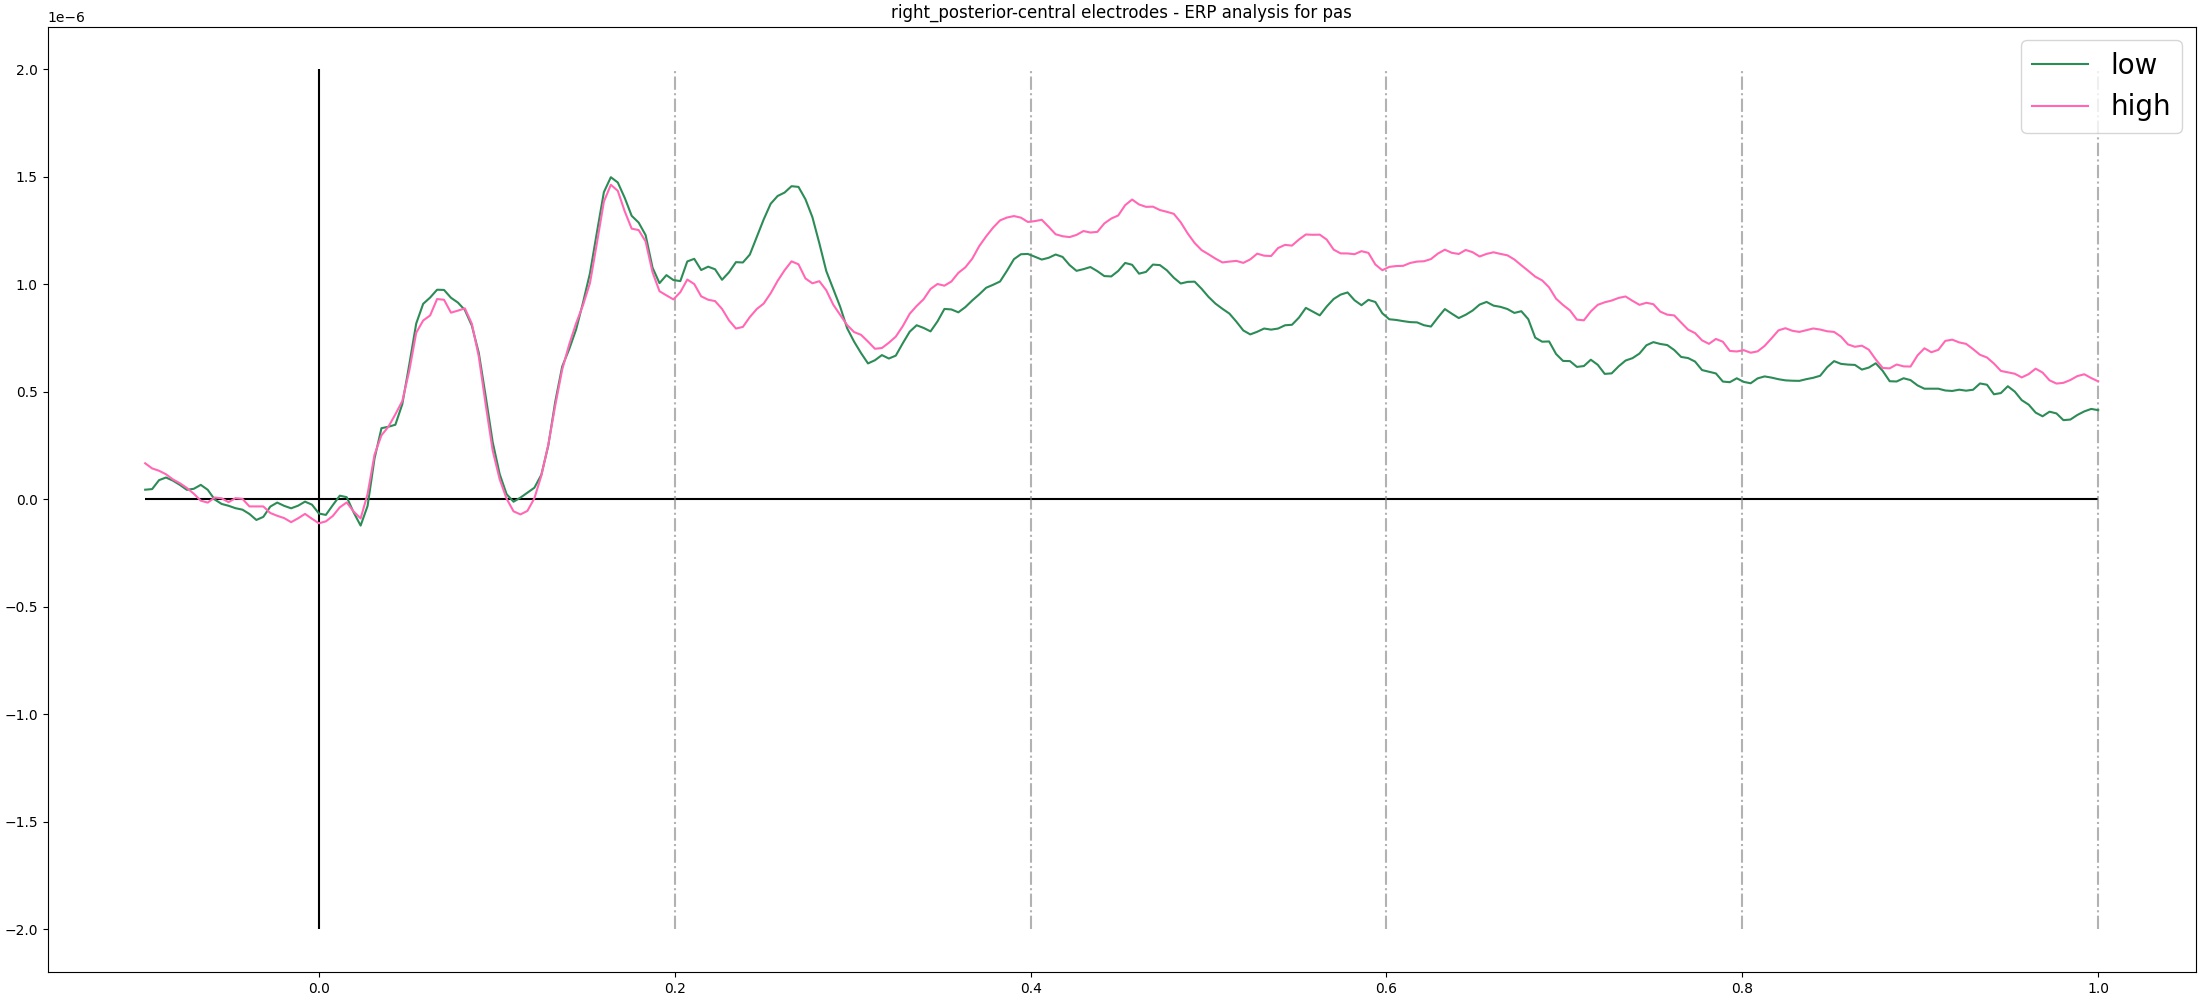 right_posterior-central electrodes - ERP analysis for pas
1e−6
low
high
2.0
1.5
1.0
0.5
0.0
−0.5
−1.0
−1.5
−2.0
0.0 0.2 0.4 0.6 0.8 1.0